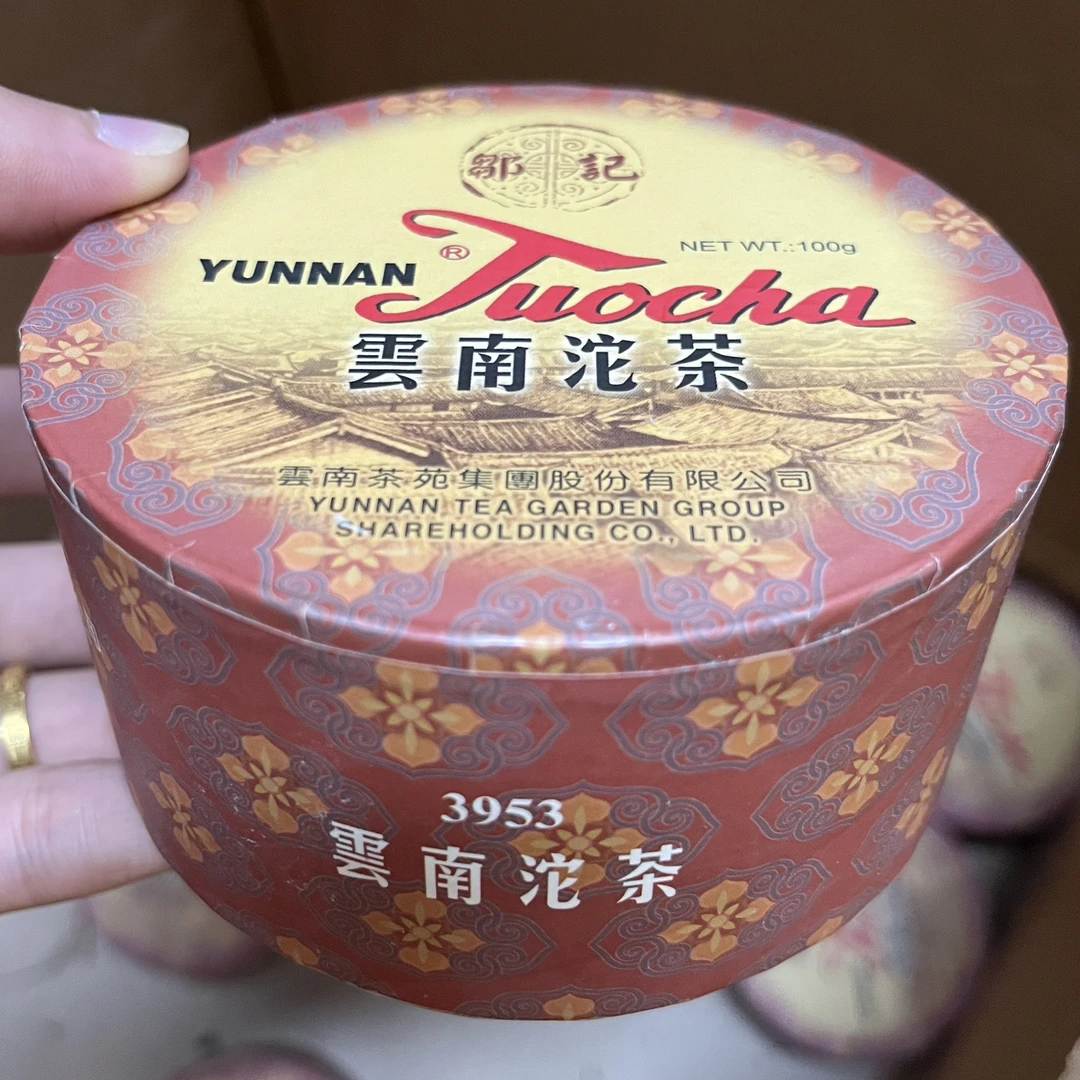 鄒記
NET WT.:100g
YUNNAN ® Tuocha
雲南沱茶
雲南茶苑集團股份有限公司
YUNNAN TEA GARDEN GROUP
SHAREHOLDING CO., LTD.
3953
雲南沱茶